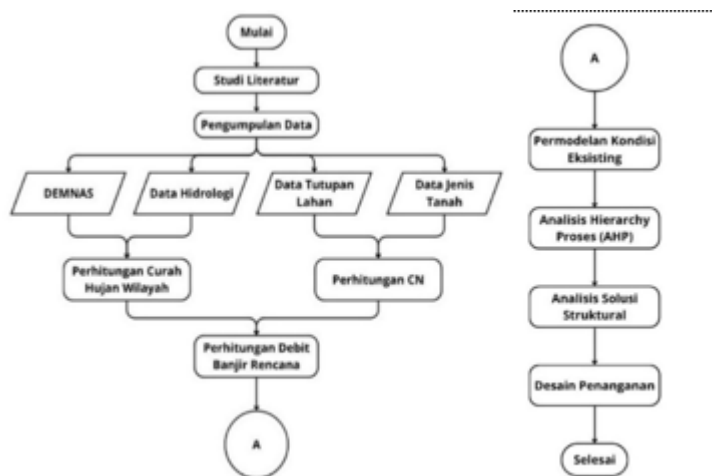 Mulai
Studi Literatur
Pengumpulan Data
DEMNAS
Data Hidrologi
Data Tutupan
Lahan
Data Jenis
Tanah
Perhitungan Curah
Hujan Wilayah
Perhitungan CN
Perhitungan Debit
Banjir Rencana
A
A
Permodelan Kondisi
Eksisting
Analisis Hierarchy
Proses (AHP)
Analisis Solusi
Struktural
Desain Penanganan
Selesai